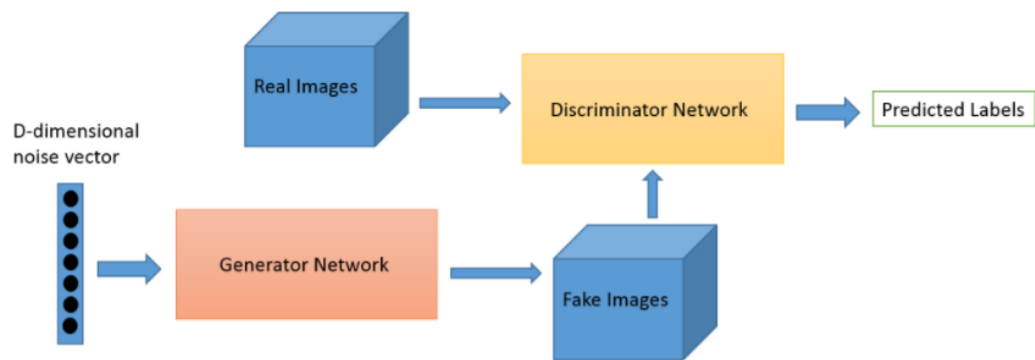 Real Images
Discriminator Network
Predicted Labels
D-dimensional
noise vector
Generator Network
Fake Images